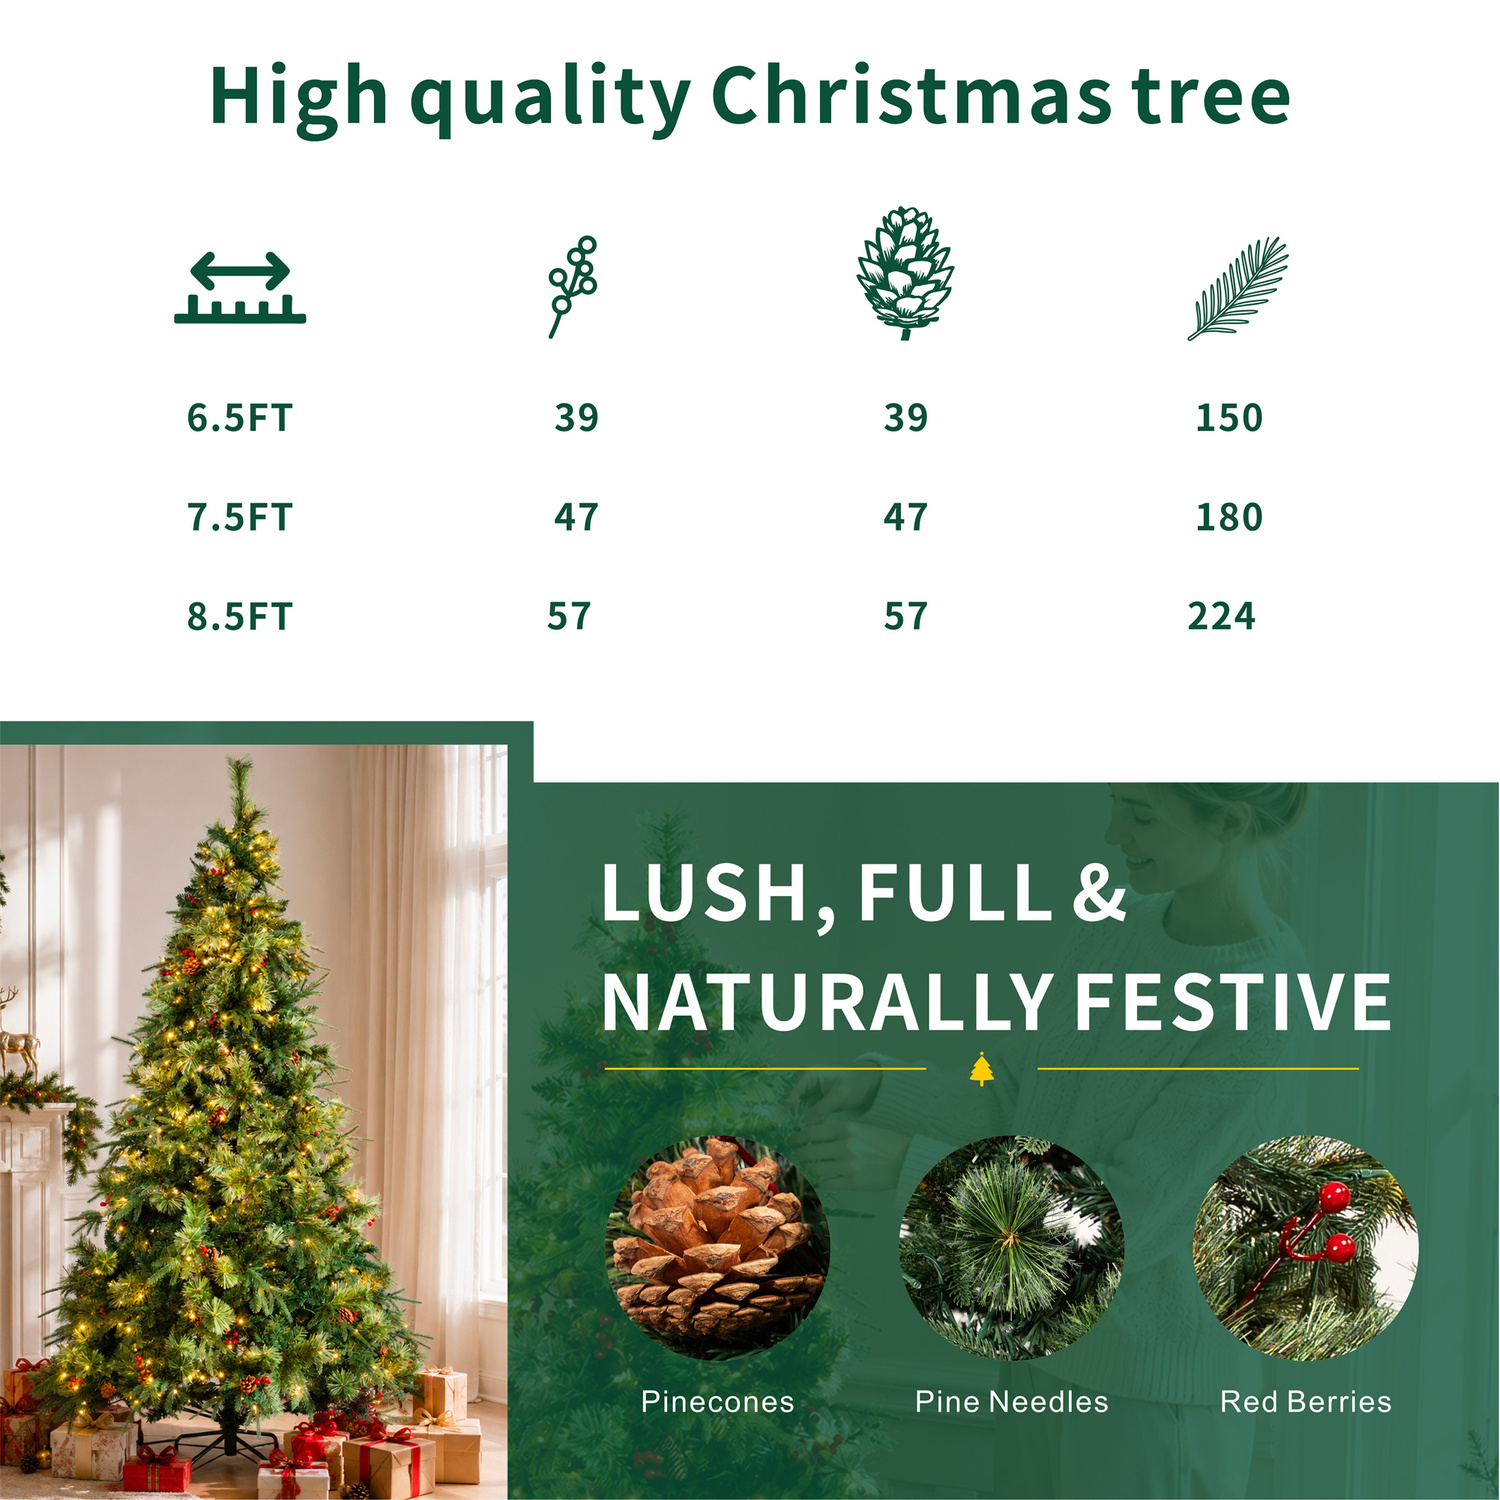 High quality Christmas tree
6.5FT 39 39 150
7.5FT 47 47 180
8.5FT 57 57 224
LUSH, FULL &
NATURALLY FESTIVE
Pinecones Pine Needles Red Berries